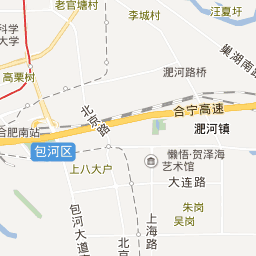 老官塘村
李城村
汪夏圩
科学
大学
高栗树
淝河路桥
巢湖南路
北京路
合宁高速
合肥南站
淝河镇
包河区
懒悟·贺泽海
艺术馆
上八大户
大连路
包河大道
朱岗
吴岗
上海路
北京